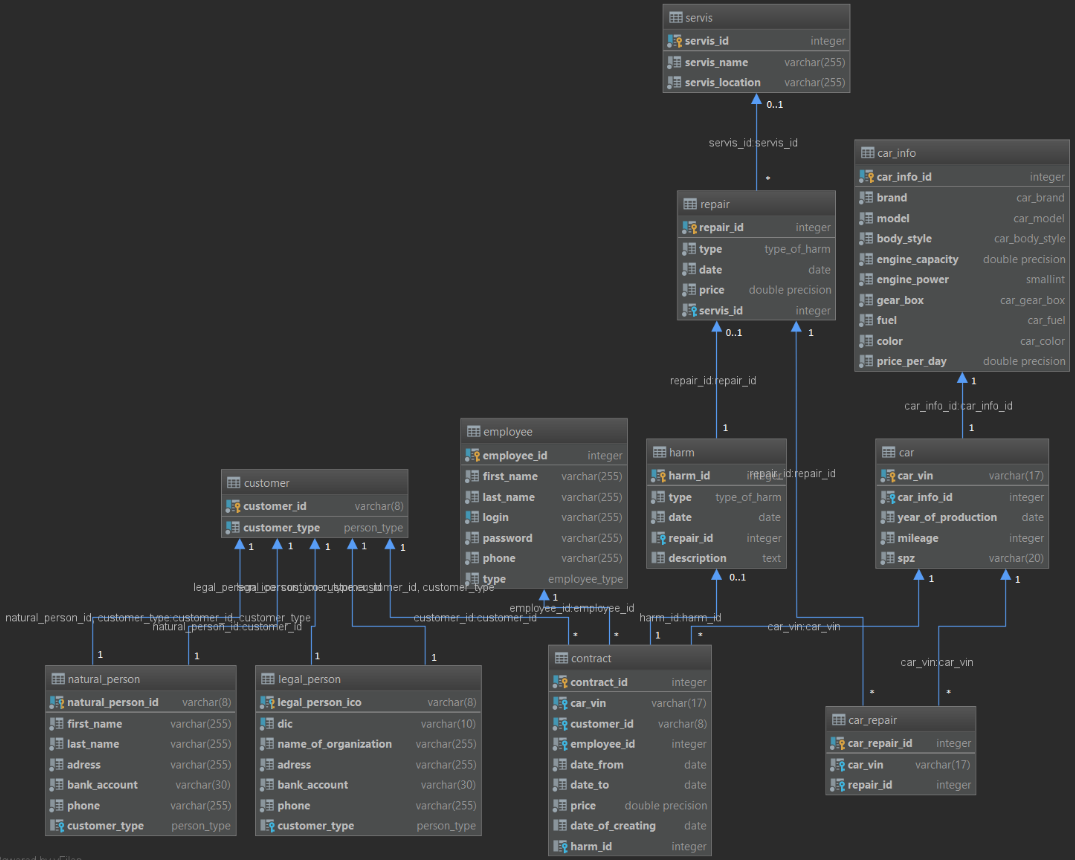 servis
servis_id integer
servis_name varchar(255)
servis_location varchar(255)
0..1
servis_id:servis_id
*
car_info
car_info_id integer
brand car_brand
model car_model
body_style car_body_style
engine_capacity double precision
engine_power smallint
gear_box car_gear_box
fuel car_fuel
color car_color
price_per_day double precision
1
car_info_id:car_info_id
1
repair
repair_id integer
type type_of_harm
date date
price double precision
servis_id integer
0..1
1
repair_id:repair_id
1
employee
employee_id integer
first_name varchar(255)
last_name varchar(255)
login varchar(255)
password varchar(255)
phone varchar(255)
type employee_type
1
harm
harm_id integer
repair_id:repair_id
type type_of_harm
date date
repair_id integer
description text
0..1
car
car_vin varchar(17)
car_info_id integer
year_of_production date
mileage integer
spz varchar(20)
1
1
customer
customer_id varchar(8)
customer_type person_type
1
1
1
1
1
customer_id, customer_type
natural_person_id, customer_type:customer_id, customer_type
natural_person_id:customer_id
customer_id:customer_id
employee_id:employee_id
harm_id:harm_id
car_vin:car_vin
car_vin:car_vin
1
1
1
1
*
*
1
*
*
*
natural_person
natural_person_id varchar(8)
first_name varchar(255)
last_name varchar(255)
adress varchar(255)
bank_account varchar(30)
phone varchar(255)
customer_type person_type
legal_person
legal_person_ico varchar(8)
dic varchar(10)
name_of_organization varchar(255)
adress varchar(255)
bank_account varchar(30)
phone varchar(255)
customer_type person_type
contract
contract_id integer
car_vin varchar(17)
customer_id varchar(8)
employee_id integer
date_from date
date_to date
price double precision
date_of_creating date
harm_id integer
car_repair
car_repair_id integer
car_vin varchar(17)
repair_id integer